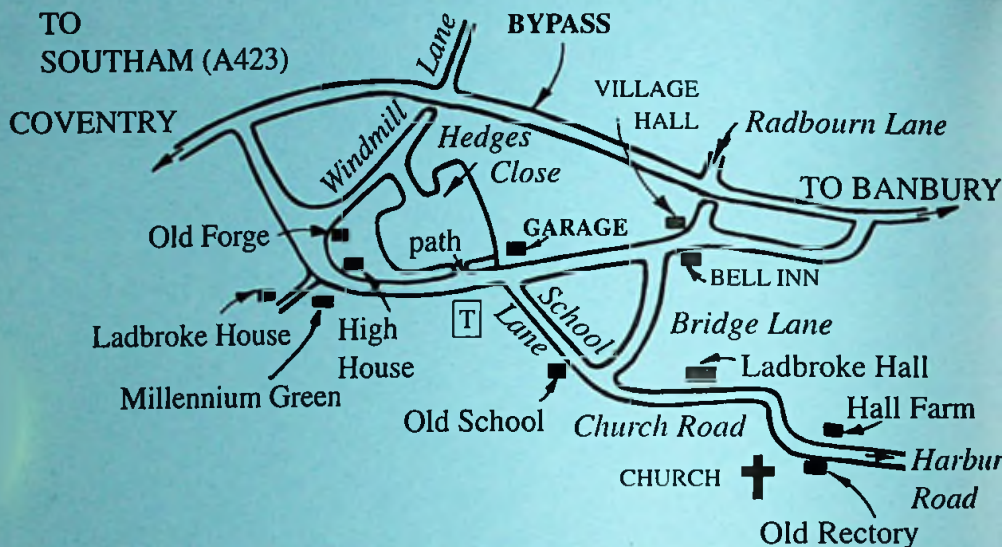 TO
SOUTHAM (A423)
COVENTRY
Lane
BYPASS
VILLAGE
HALL
Radbourn Lane
TO BANBURY
Windmill
Hedges
Close
Old Forge
path
GARAGE
BELL INN
Ladbroke House
High
House
T
School
Lane
Bridge Lane
Millennium Green
Ladbroke Hall
Old School
Church Road
Hall Farm
CHURCH
Harbur
Road
Old Rectory